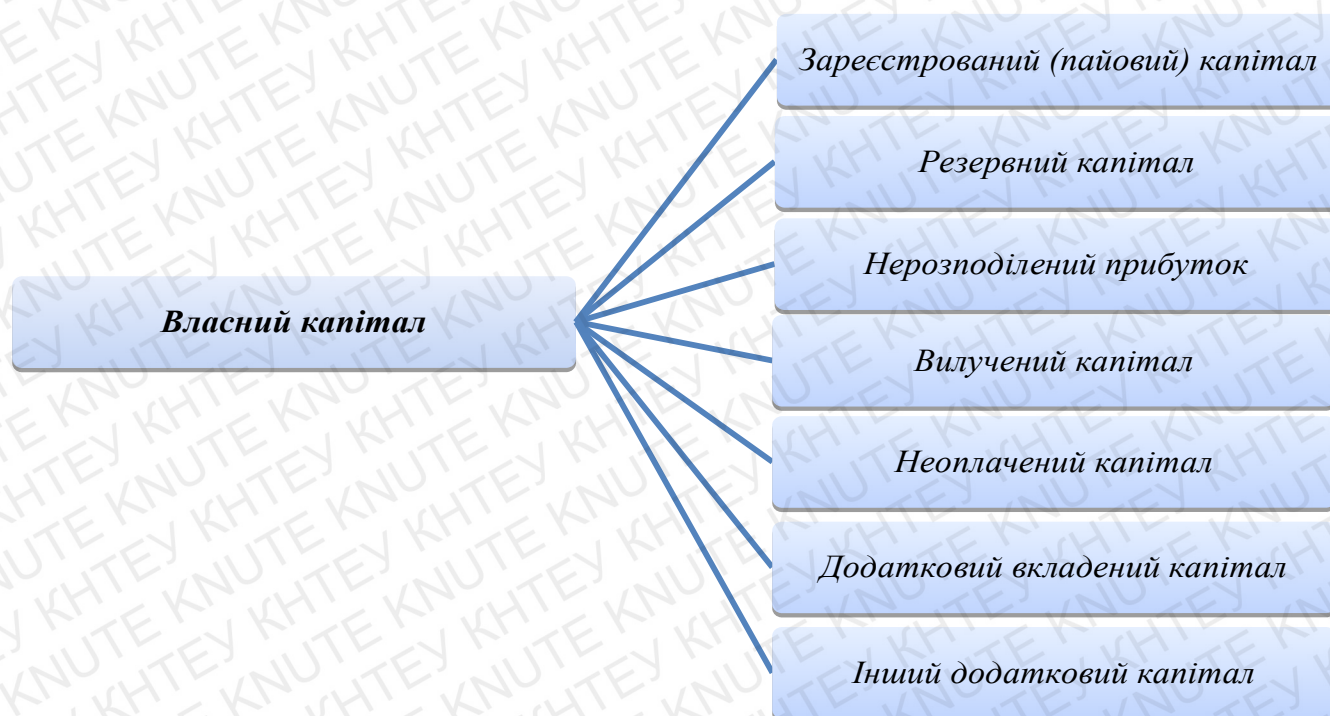 Зареєстрований (пайовий) капітал
Резервний капітал
Нерозподілений прибуток
Власний капітал
Вилучений капітал
Неоплачений капітал
Додатковий вкладений капітал
Інший додатковий капітал